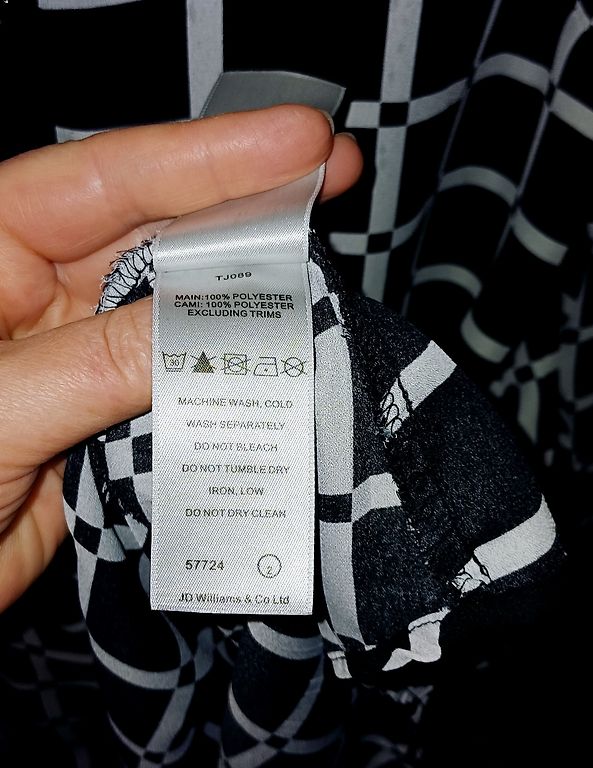 TJ089
MAIN:100% POLYESTER
CAMI: 100% POLYESTER
EXCLUDING TRIMS
30
MACHINE WASH, COLD
WASH SEPARATELY
DO NOT BLEACH
DO NOT TUMBLE DRY
IRON, LOW
DO NOT DRY CLEAN
57724 2
JD Williams & Co Ltd